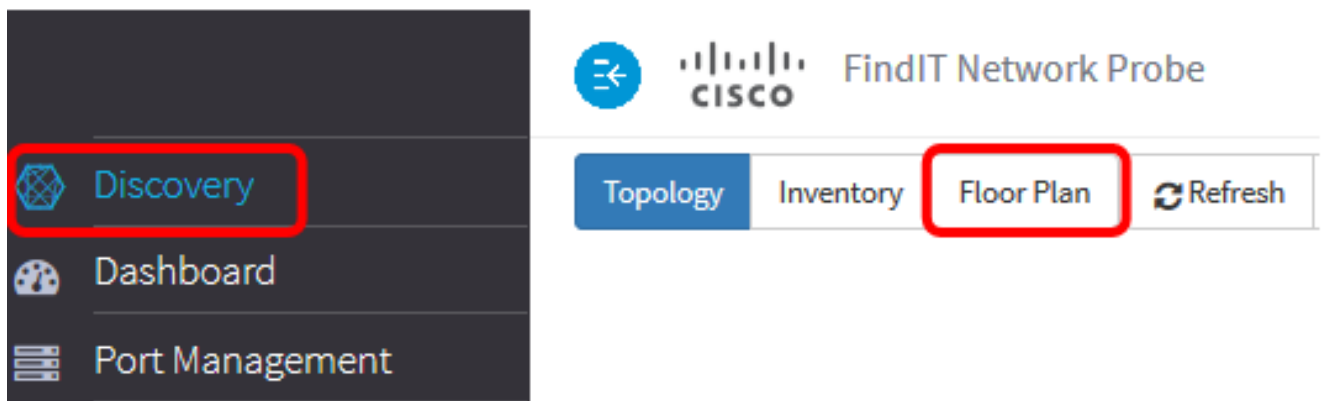 Discovery
Dashboard
Port Management
CISCO FindIT Network Probe
Topology Inventory Floor Plan Refresh